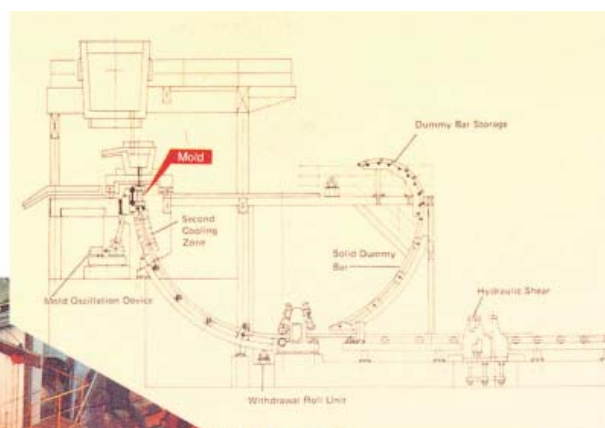 Dummy Bar Storage
Mold
Second
Cooling
Zone
Solid Dummy
Bar
Hydraulic Shear
Mold Oscillation Device
Withdrawal Roll Unit